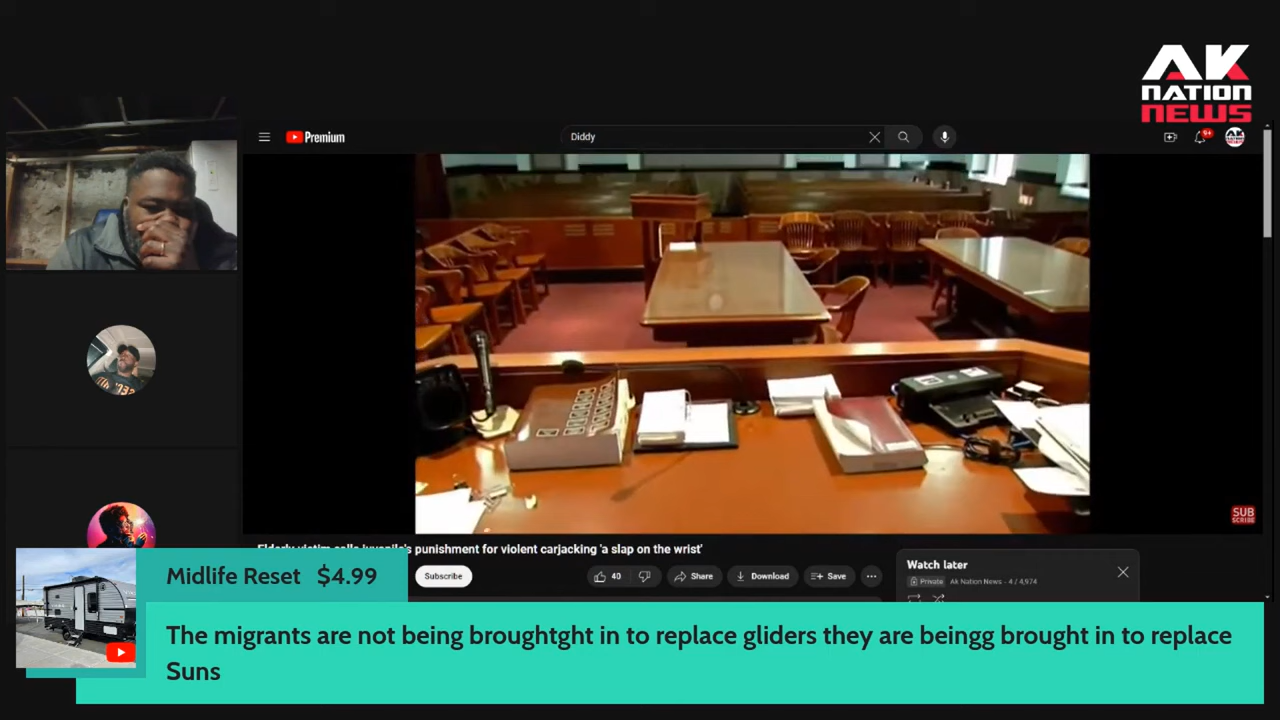 AK
NATION
NEWS
Premium
Diddy
9+
SUB
SCRIBE
punishment for violent carjacking 'a slap on the wrist'
Subscribe
40
Share
Download
Save
Watch later
Private
Ak Nation News - 4 / 4,974
Midlife Reset $4.99
The migrants are not being broughtght in to replace gliders they are beingg brought in to replace
Suns